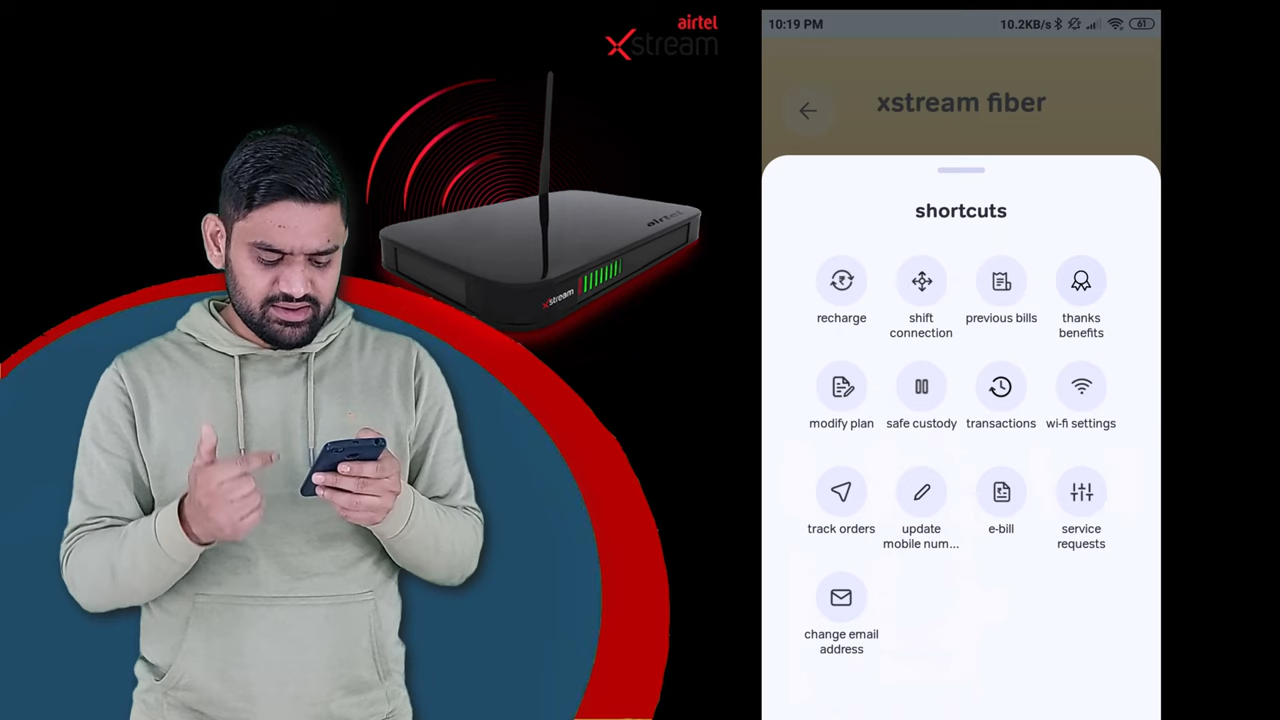 airtel
Xstream
airtel
Xstream
10:19 PM
10.2KB/s
61
xstream fiber
shortcuts
recharge
shift
connection
previous bills
thanks
benefits
modify plan
safe custody
transactions
wi-fi settings
track orders
update
mobile num...
e-bill
service
requests
change email
address